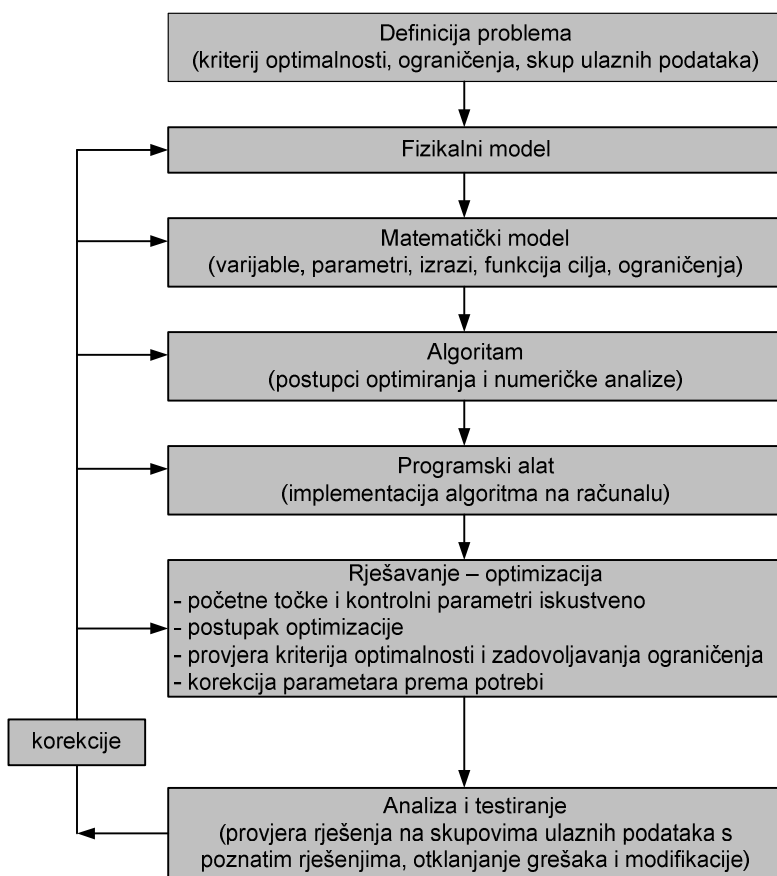 Definicija problema
(kriterij optimalnosti, ograničenja, skup ulaznih podataka)
Fizikalni model
Matematički model
(varijable, parametri, izrazi, funkcija cilja, ograničenja)
Algoritam
(postupci optimiranja i numeričke analize)
Programski alat
(implementacija algoritma na računalu)
Rješavanje – optimizacija
- početne točke i kontrolni parametri iskustveno
- postupak optimizacije
- provjera kriterija optimalnosti i zadovoljavanja ograničenja
- korekcija parametara prema potrebi
korekcije
Analiza i testiranje
(provjera rješenja na skupovima ulaznih podataka s
poznatim rješenjima, otklanjanje grešaka i modifikacije)